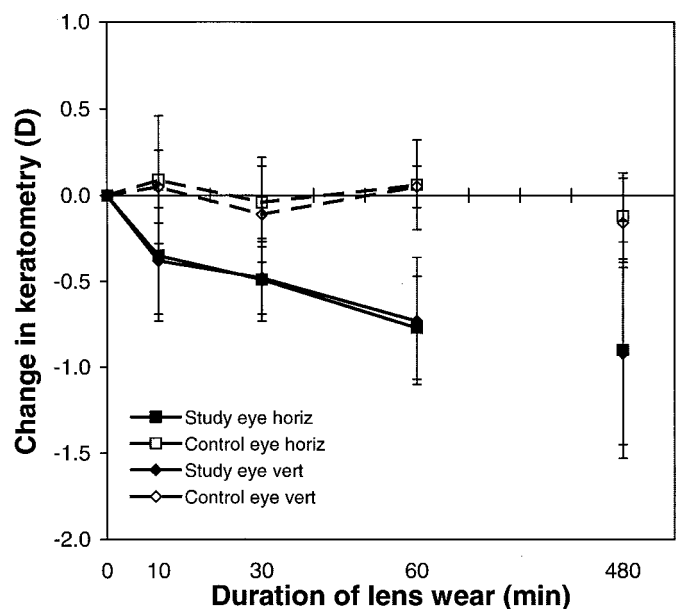 Change in keratometry (D)
1.0
0.5
0.0
-0.5
-1.0
-1.5
-2.0
Study eye horiz
Control eye horiz
Study eye vert
Control eye vert
0 10 30 60 480
Duration of lens wear (min)